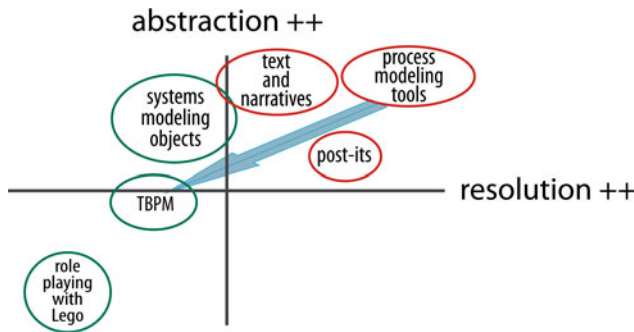 abstraction ++
text
and
narratives
process
modeling
tools
systems
modeling
objects
post-its
resolution ++
TBPM
role
playing
with
Lego